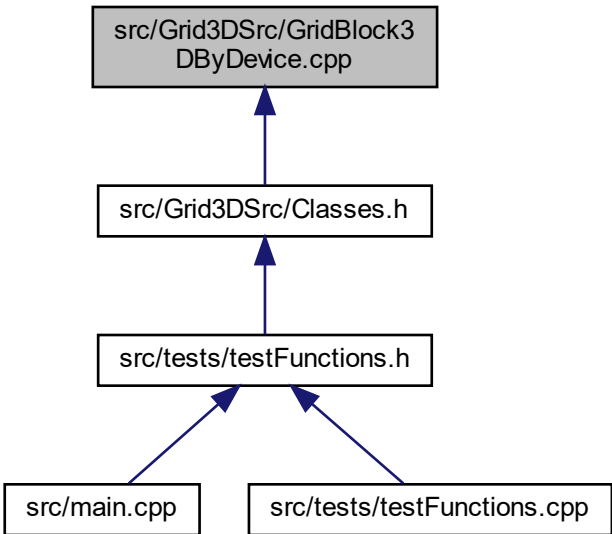 src/Grid3DSrc/GridBlock3
DByDevice.cpp
src/Grid3DSrc/Classes.h
src/tests/testFunctions.h
src/main.cpp
src/tests/testFunctions.cpp